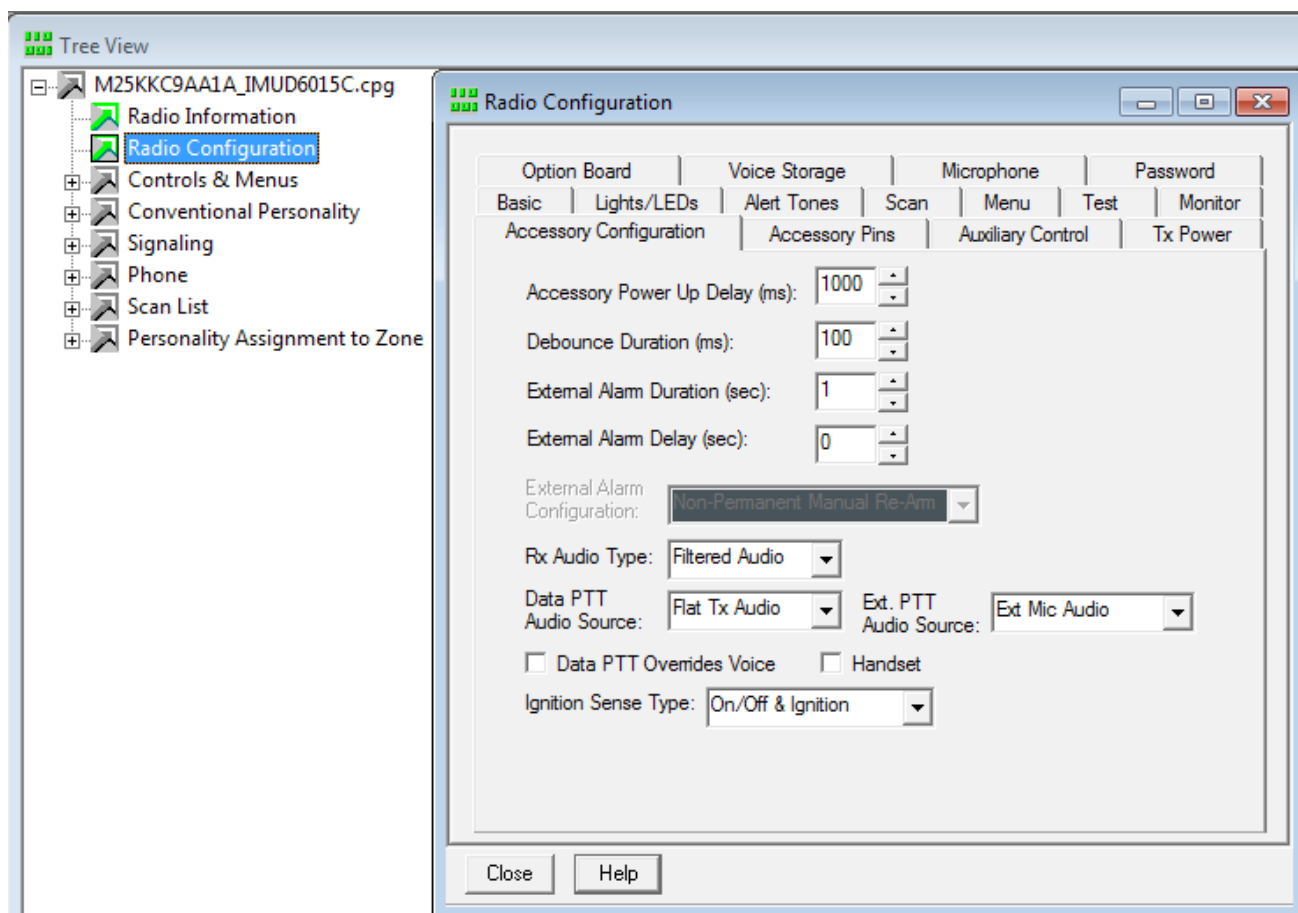 Tree View
M25KKC9AA1A_IMUD6015C.cpg
Radio Information
Radio Configuration
Controls & Menus
Conventional Personality
Signaling
Phone
Scan List
Personality Assignment to Zone
Radio Configuration
Option Board Voice Storage Microphone Password
Basic Lights/LEDs Alert Tones Scan Menu Test Monitor
Accessory Configuration Accessory Pins Auxiliary Control Tx Power
Accessory Power Up Delay (ms): 1000
Debounce Duration (ms): 100
External Alarm Duration (sec): 1
External Alarm Delay (sec): 0
External Alarm
Configuration: Non-Permanent Manual Re-Arm
Rx Audio Type: Filtered Audio
Data PTT
Audio Source: Flat Tx Audio
Ext. PTT
Audio Source: Ext Mic Audio
Data PTT Overrides Voice Handset
Ignition Sense Type: On/Off & Ignition
Close Help